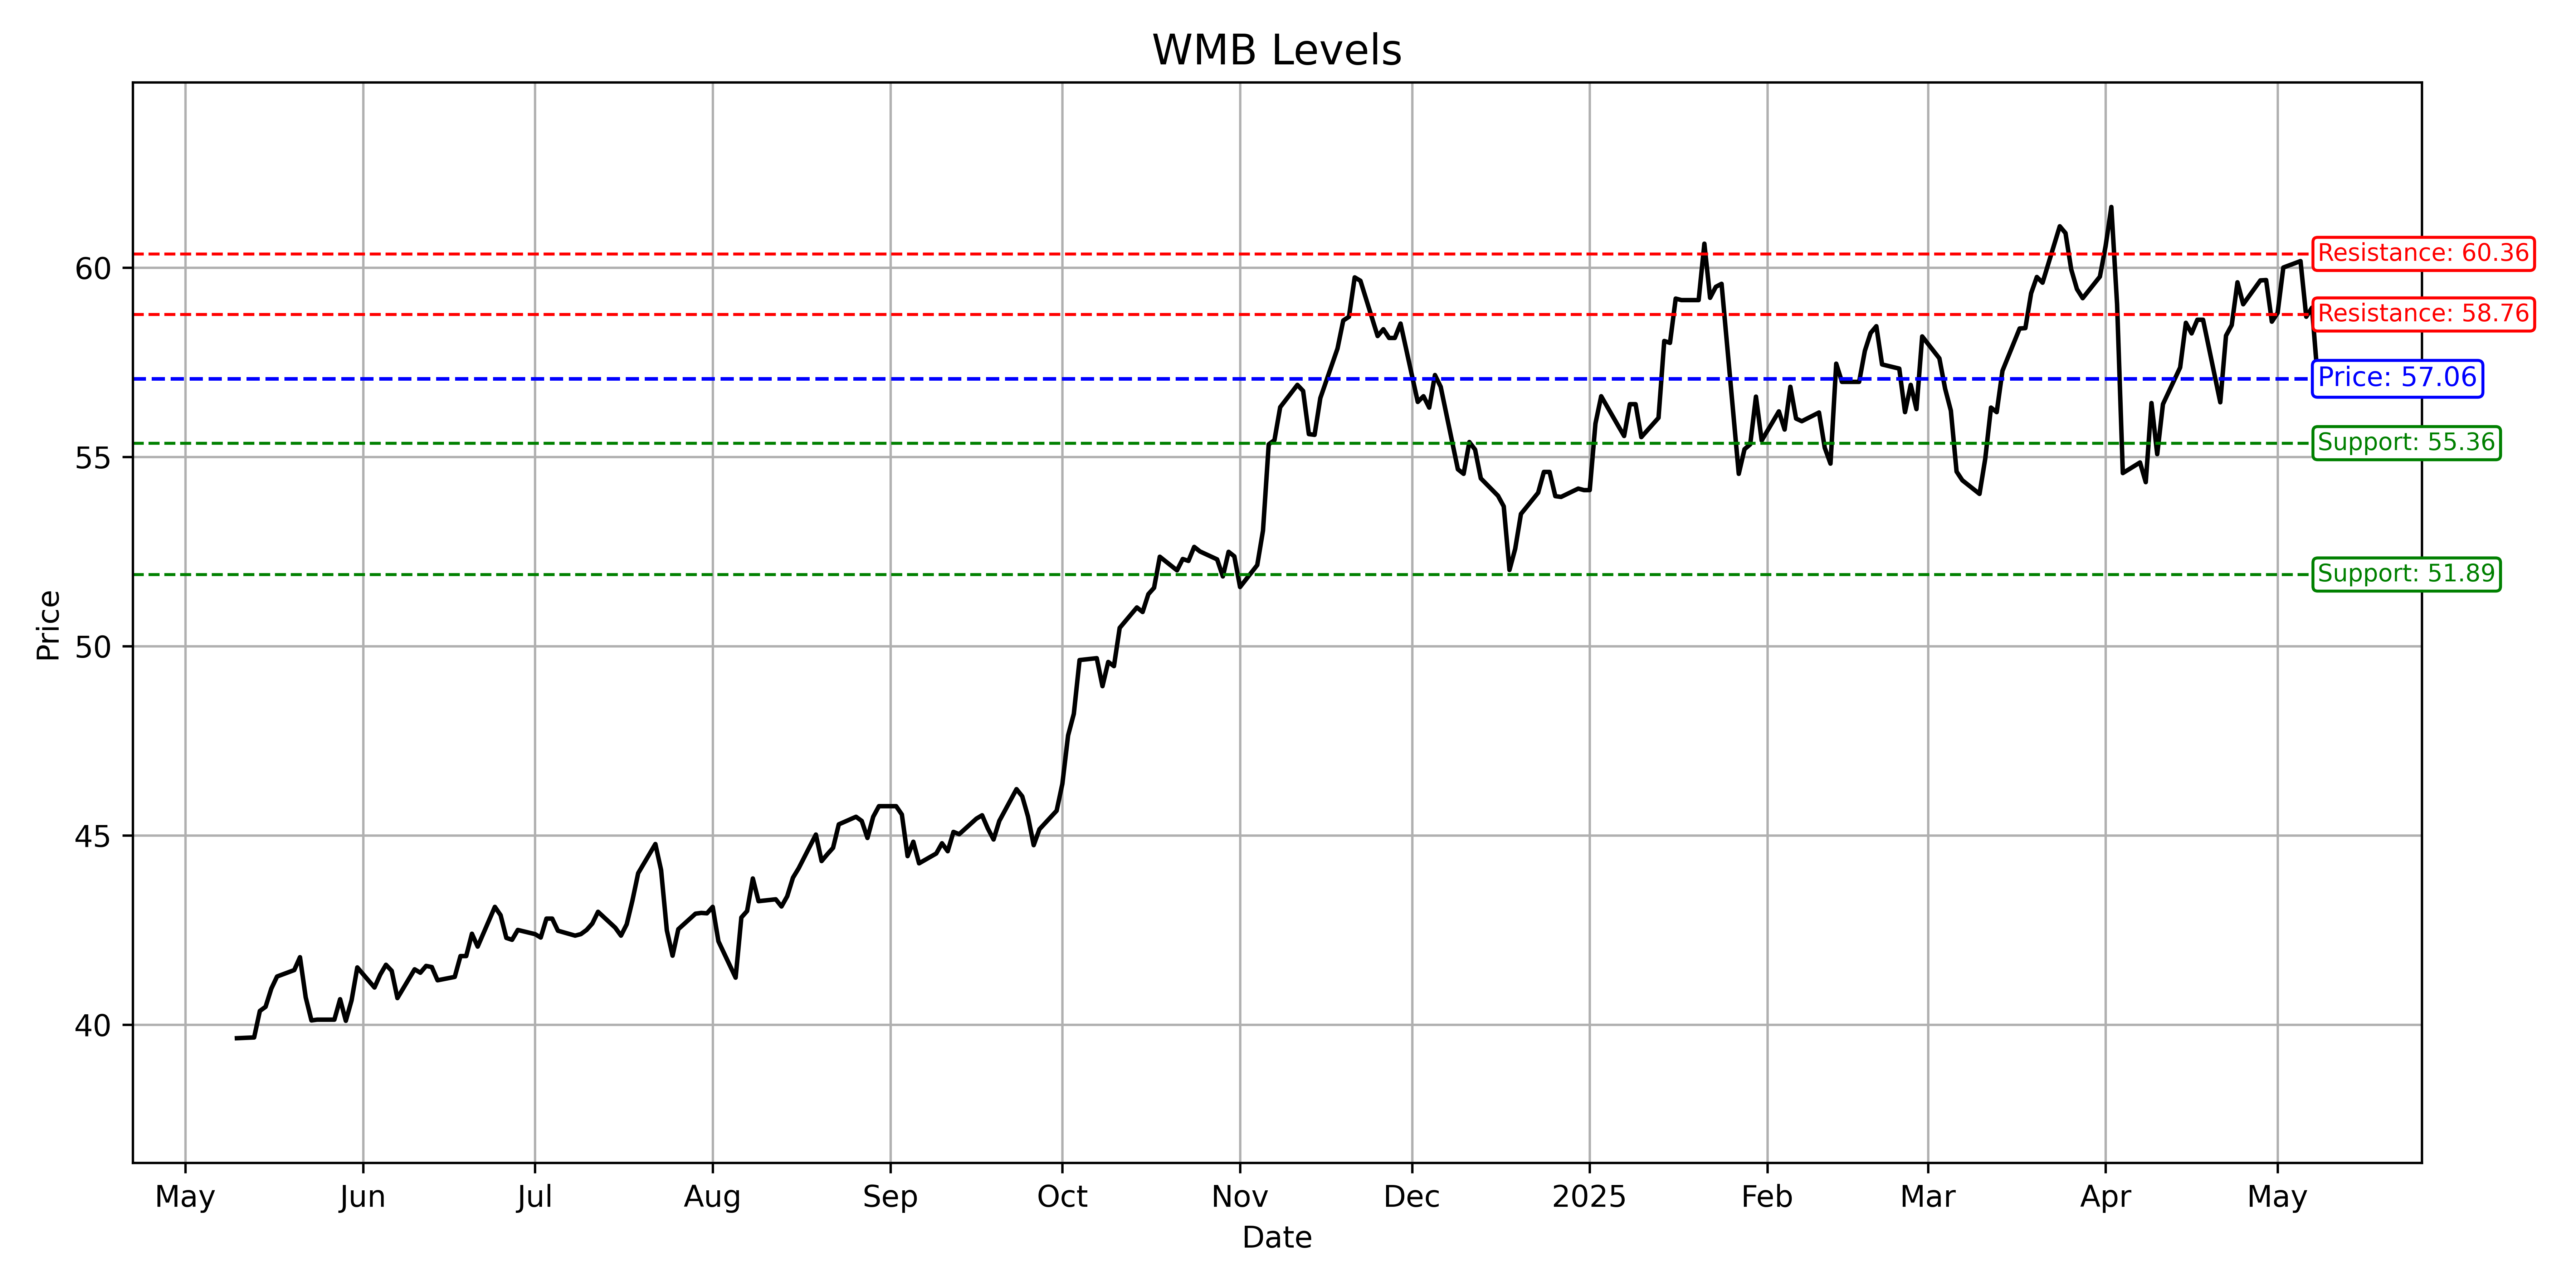 WMB Levels
Price
60
55
50
45
40
Resistance: 60.36
Resistance: 58.76
Price: 57.06
Support: 55.36
Support: 51.89
May Jun Jul Aug Sep Oct Nov Dec 2025 Feb Mar Apr May
Date